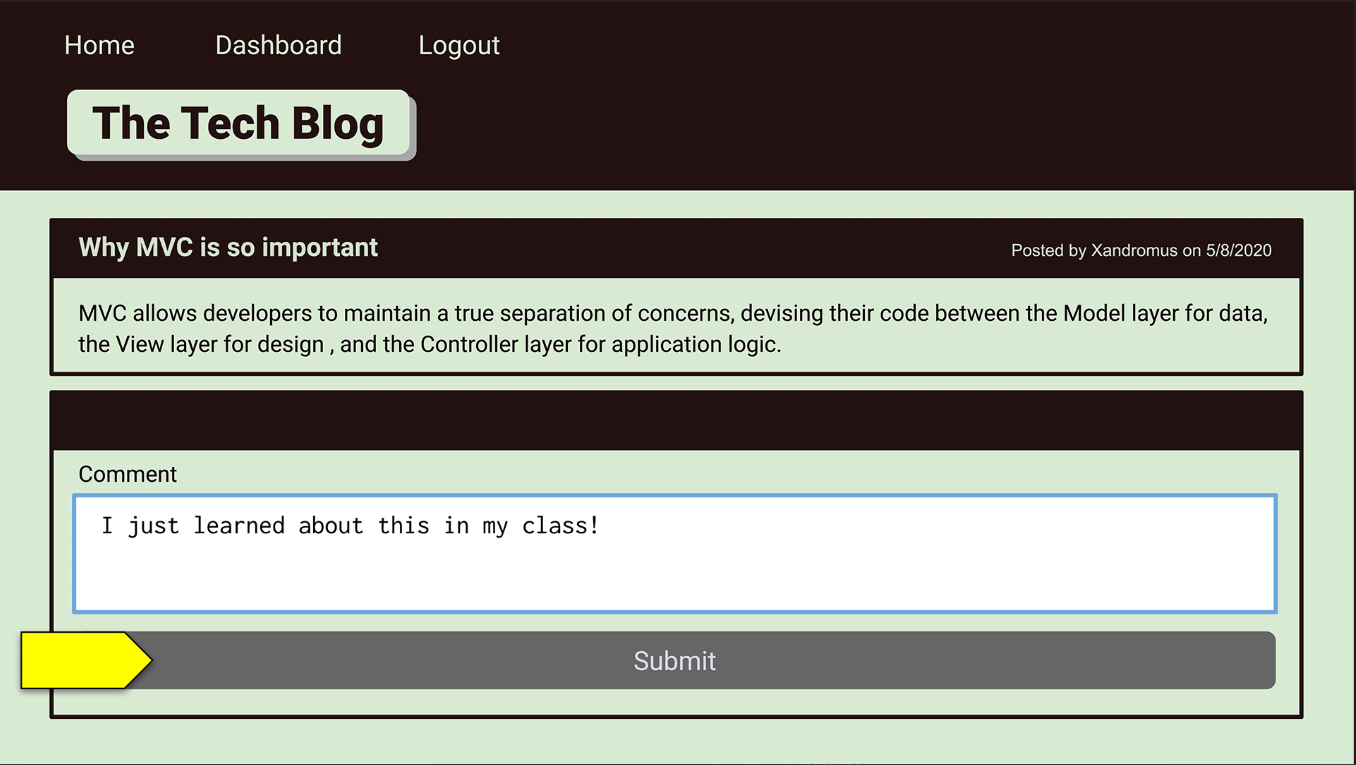 Home Dashboard Logout
The Tech Blog
Why MVC is so important Posted by Xandromus on 5/8/2020
MVC allows developers to maintain a true separation of concerns, devising their code between the Model layer for data,
the View layer for design , and the Controller layer for application logic.
Comment
I just learned about this in my class!
Submit